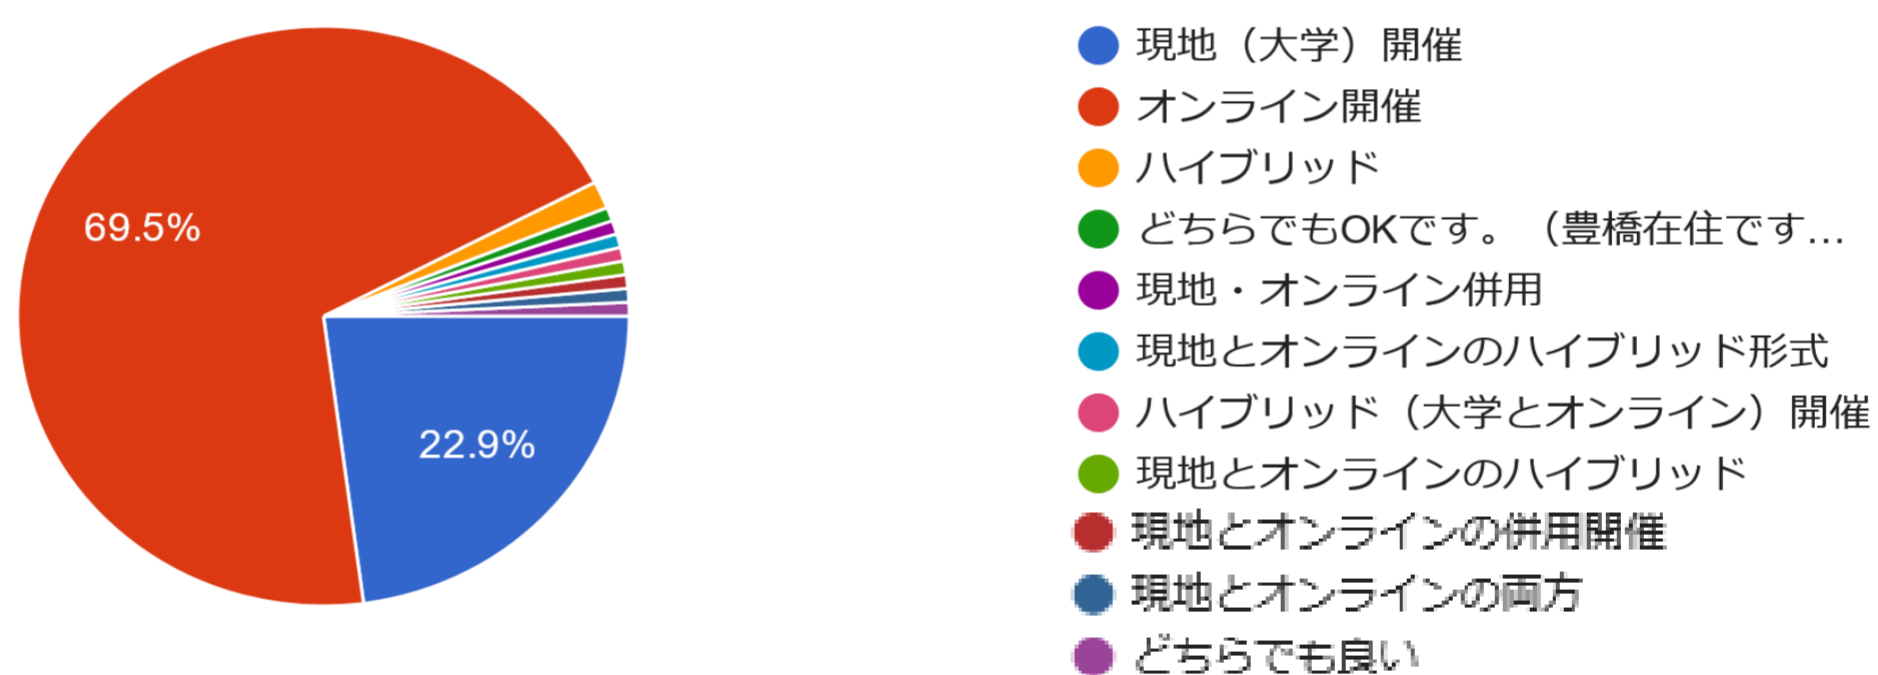 69.5%
22.9%
現地（大学）開催
オンライン開催
ハイブリッド
どちらでもOKです。（豊橋在住です…
現地・オンライン併用
現地とオンラインのハイブリッド形式
ハイブリッド（大学とオンライン）開催
現地とオンラインのハイブリッド
現地とオンラインの併用開催
現地とオンラインの両方
どちらでも良い